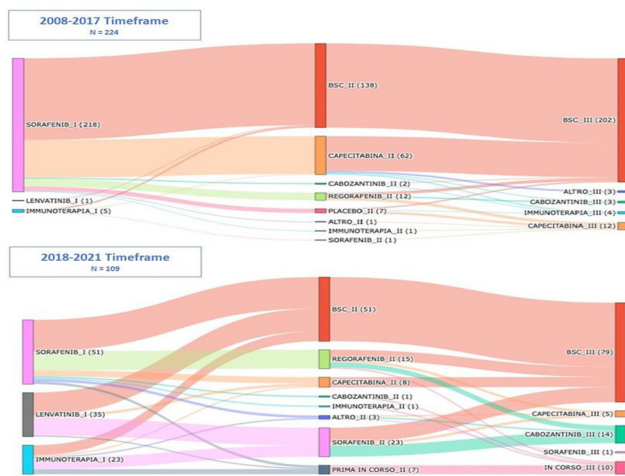 2008-2017 Timeframe
N = 224
SORAFENIB_I (218)
LENVATINIB_I (1)
IMMUNOTERAPIA_I (5)
BSC_II (138)
CAPECITABINA_II (62)
CABOZANTINIB_II (2)
REGORAFENIB_II (12)
PLACEBO_II (7)
ALTRO_II (1)
IMMUNOTERAPIA_II (1)
SORAFENIB_II (1)
BSC_III (202)
ALTRO_III (3)
CABOZANTINIB_III (3)
IMMUNOTERAPIA_III (4)
CAPECITABINA_III (12)
2018-2021 Timeframe
N = 109
SORAFENIB_I (51)
LENVATINIB_I (35)
IMMUNOTERAPIA_I (23)
BSC_II (51)
REGORAFENIB_II (15)
CAPECITABINA_II (8)
CABOZANTINIB_II (1)
IMMUNOTERAPIA_II (1)
ALTRO_II (3)
SORAFENIB_II (23)
PRIMA IN CORSO_II (7)
BSC_III (79)
CAPECITABINA_III (5)
CABOZANTINIB_III (14)
SORAFENIB_III (1)
IN CORSO_III (10)